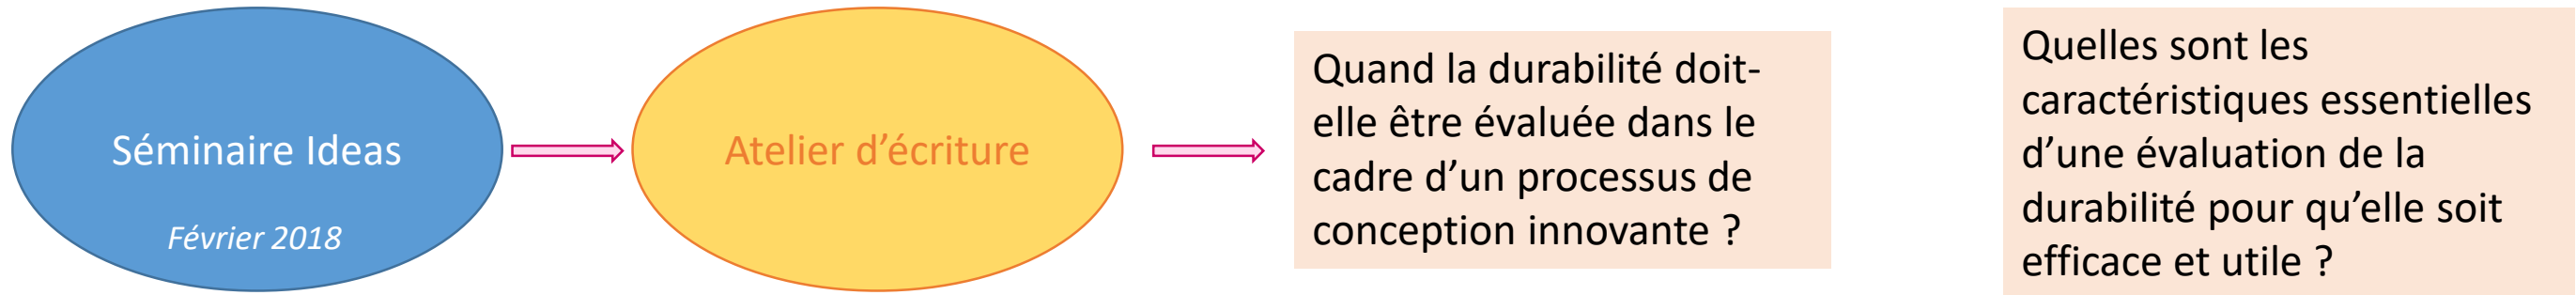 Séminaire Ideas
Février 2018
Atelier d’écriture
Quand la durabilité doit-
elle être évaluée dans le
cadre d’un processus de
conception innovante ?
Quelles sont les
caractéristiques essentielles
d’une évaluation de la
durabilité pour qu’elle soit
efficace et utile ?